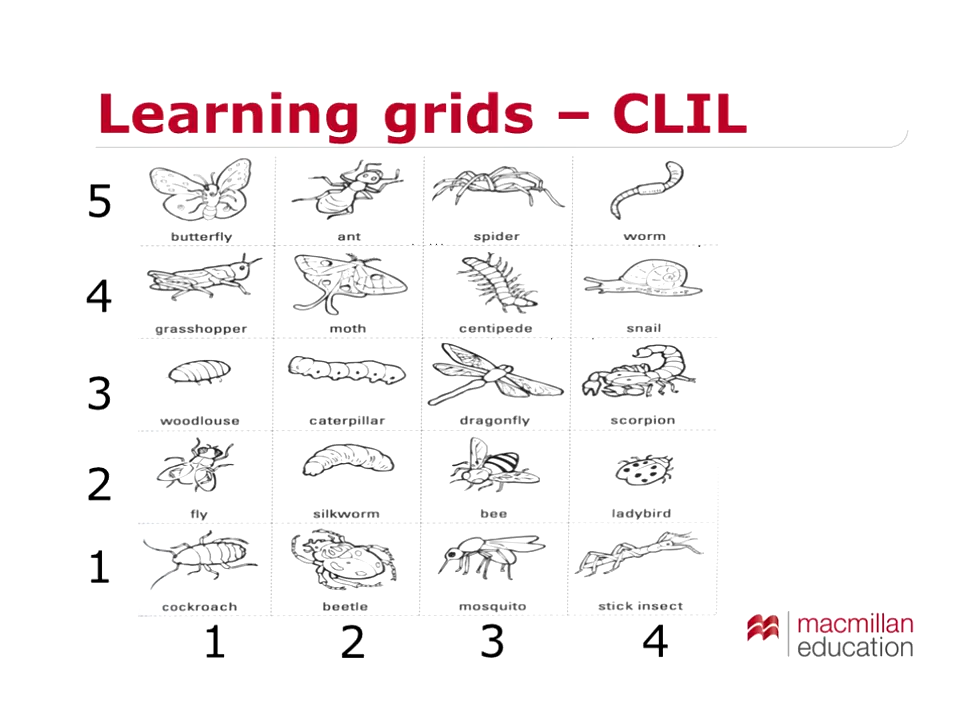 Learning grids – CLIL
5
butterfly ant spider worm
4
grasshopper moth centipede snail
3
woodlouse caterpillar dragonfly scorpion
2
fly silkworm bee ladybird
1
cockroach beetle mosquito stick insect
1 2 3 4
macmillan
education